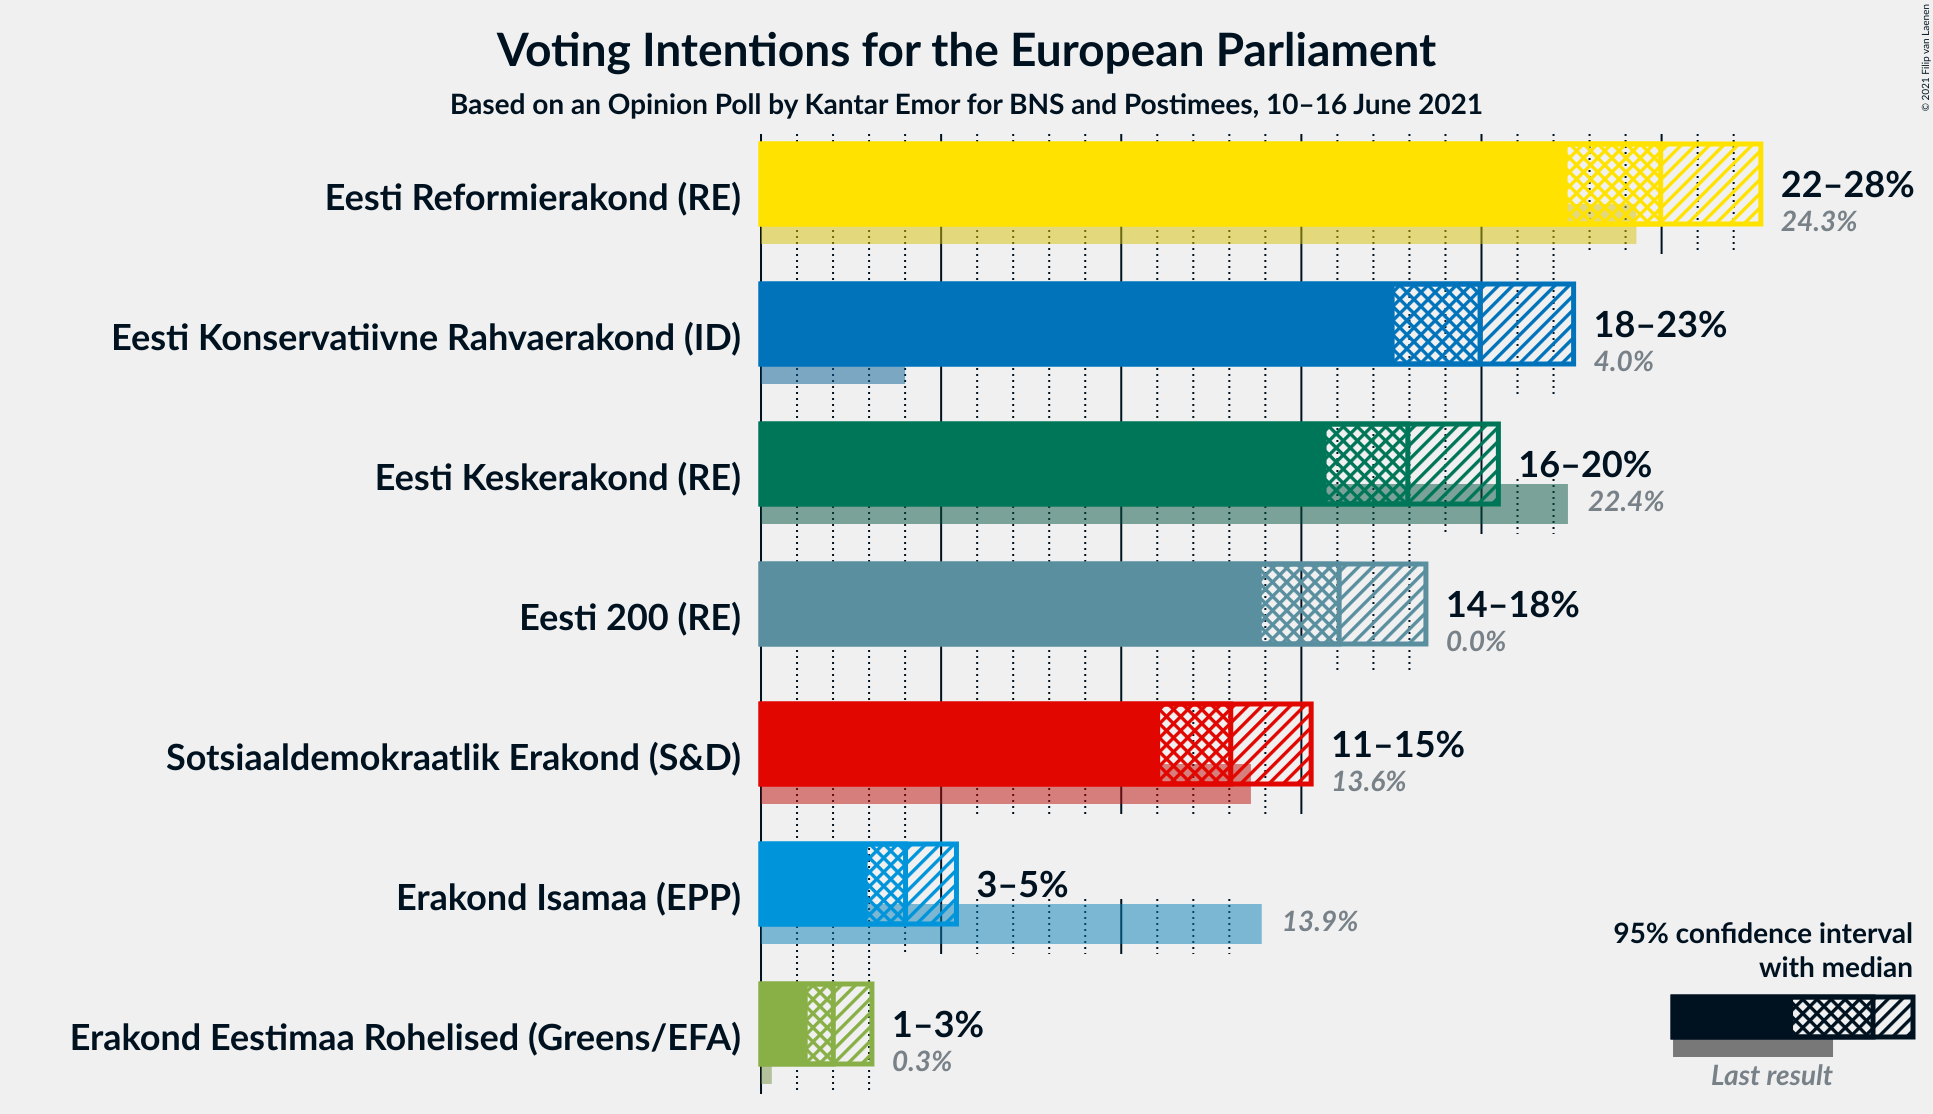 Voting Intentions for the European Parliament
Based on an Opinion Poll by Kantar Emor for BNS and Postimees, 10–16 June 2021
© 2021 Filip van Laenen
Eesti Reformierakond (RE)
22–28%
24.3%
Eesti Konservatiivne Rahvaerakond (ID)
18–23%
4.0%
Eesti Keskerakond (RE)
16–20%
22.4%
Eesti 200 (RE)
14–18%
0.0%
Sotsiaaldemokraatlik Erakond (S&D)
11–15%
13.6%
Erakond Isamaa (EPP)
3–5%
13.9%
Erakond Eestimaa Rohelised (Greens/EFA)
1–3%
0.3%
95% confidence interval
with median
Last result